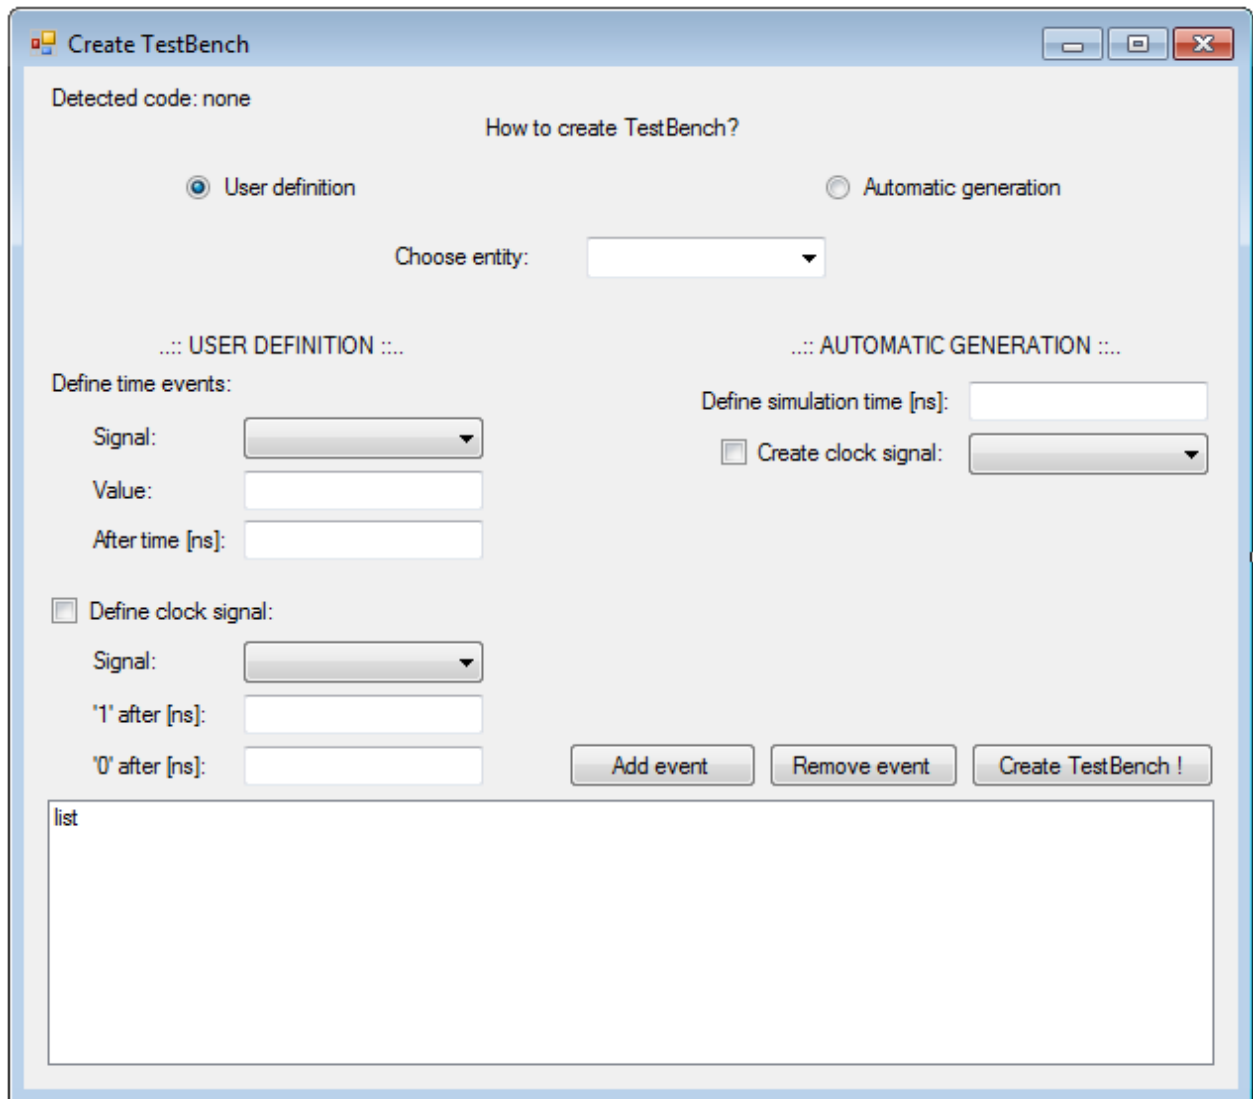 Create TestBench
Detected code: none
How to create TestBench?
User definition
Automatic generation
Choose entity:
..:: USER DEFINITION ::..
..:: AUTOMATIC GENERATION ::..
Define time events:
Define simulation time [ns]:
Signal:
Create clock signal:
Value:
After time [ns]:
Define clock signal:
Signal:
'1' after [ns]:
'0' after [ns]:
Add event
Remove event
Create TestBench !
list